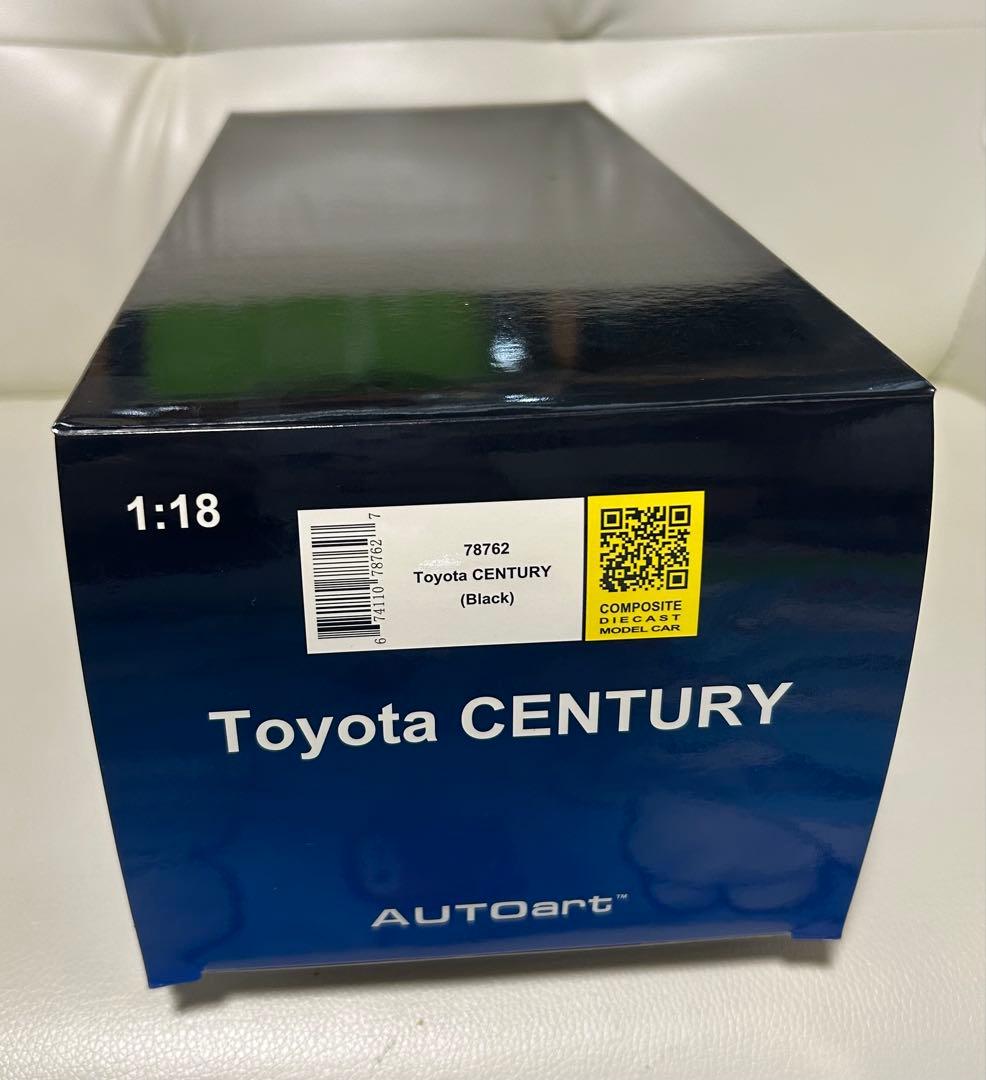 1:18
6 74110 78762 7
78762
Toyota CENTURY
(Black)
COMPOSITE
DIECAST
MODEL CAR
Toyota CENTURY
AUTOart™